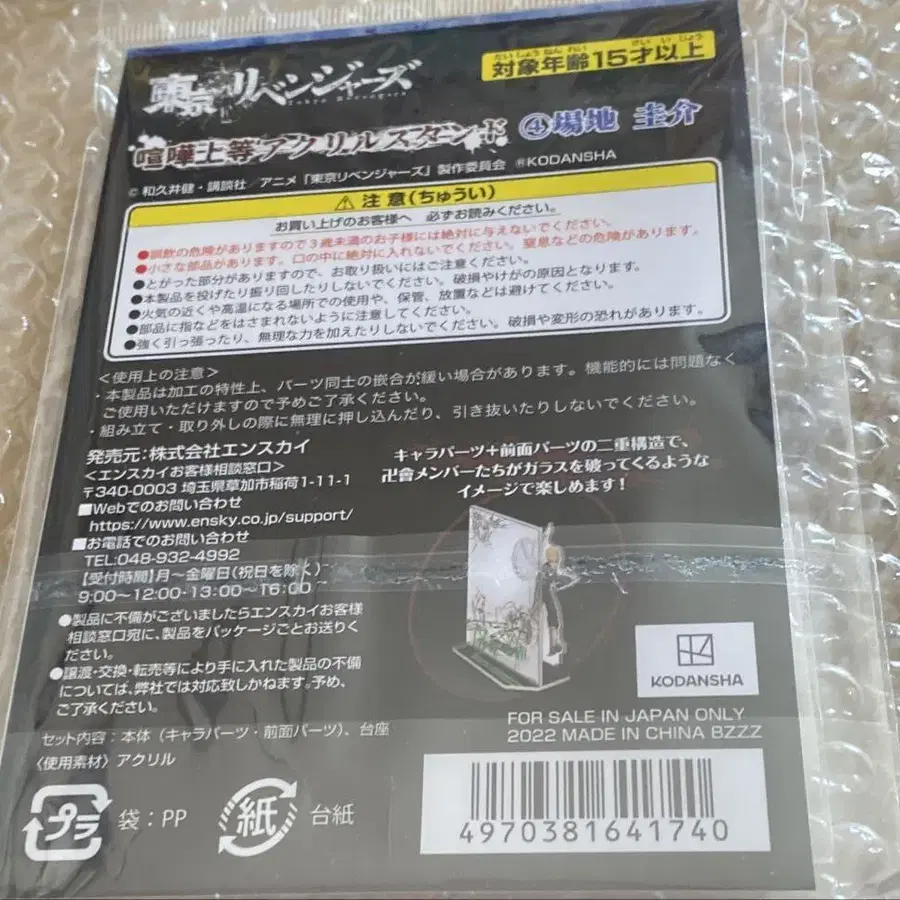 東京リベンジャーズ
Tokyo Revengers
たいしょうねんれい さいいじょう
対象年齢15才以上
喧嘩上等アクリルスタンド ④場地 圭介
© 和久井健・講談社／アニメ「東京リベンジャーズ」製作委員会 ®KODANSHA
⚠ 注 意(ちゅうい)
お買い上げのお客様へ 必ずお読みください。
●誤飲の危険がありますので3歳未満のお子様には絶対に与えないでください。
●小さな部品があります。口の中に絶対に入れないでください。窒息などの危険があります。
●とがった部分がありますので、お取り扱いにはご注意ください。
●本製品を投げたり振り回したりしないでください。破損やけがの原因となります。
●火気の近くや高温になる場所での使用や、保管、放置などは避けてください。
●部品に指などをはさまれないように注意してください。
●強く引っ張ったり、無理な力を加えたりしないでください。破損や変形の恐れがあります。
＜使用上の注意＞
・本製品は加工の特性上、パーツ同士の嵌合が緩い場合があります。機能的には問題なく
ご使用いただけますので予めご了承ください。
・組み立て・取り外しの際に無理に押し込んだり、引き抜いたりしないでください。
発売元：株式会社エンスカイ
＜エンスカイお客様相談窓口＞
〒340-0003 埼玉県草加市稲荷1-11-1
■Webでのお問い合わせ
https://www.ensky.co.jp/support/
■お電話でのお問い合わせ
TEL:048-932-4992
【受付時間】月～金曜日(祝日を除く)
9:00～12:00・13:00～16:00
●製品に不備がございましたらエンスカイお客様
相談窓口宛に、製品をパッケージごとお送りく
ださい。
●譲渡・交換・転売等により手に入れた製品の不備
については、弊社では対応致しかねます。予め、
ご了承ください。
セット内容：本体（キャラパーツ・前面パーツ）、台座
〈使用素材〉アクリル
プラ 袋：PP 紙 台紙
キャラパーツ＋前面パーツの二重構造で、
卍會メンバーたちがガラスを破ってくるような
イメージで楽しめます！
KODANSHA
FOR SALE IN JAPAN ONLY
2022 MADE IN CHINA BZZZ
4970381641740